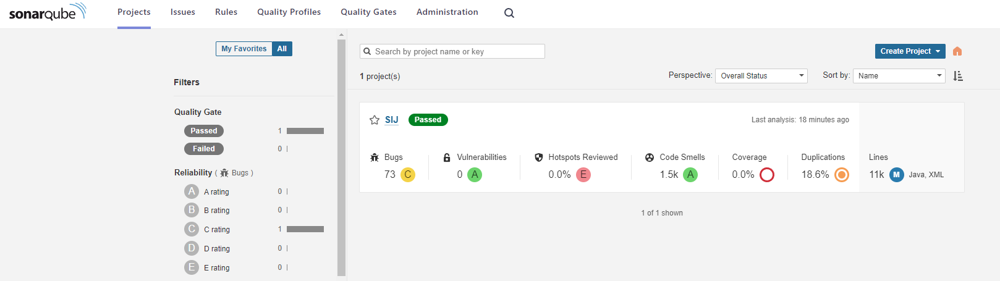 sonarqube
Projects Issues Rules Quality Profiles Quality Gates Administration
My Favorites All
Filters
Quality Gate
Passed 1
Failed 0
Reliability ( Bugs )
A A rating 0
B B rating 0
C C rating 1
D D rating 0
E E rating 0
Search by project name or key
Create Project
1 project(s)
Perspective: Overall Status
Sort by: Name
SIJ Passed
Last analysis: 18 minutes ago
Bugs Vulnerabilities Hotspots Reviewed Code Smells Coverage Duplications Lines
73 C 0 A 0.0% E 1.5k A 0.0% 18.6% 11k M Java, XML
1 of 1 shown